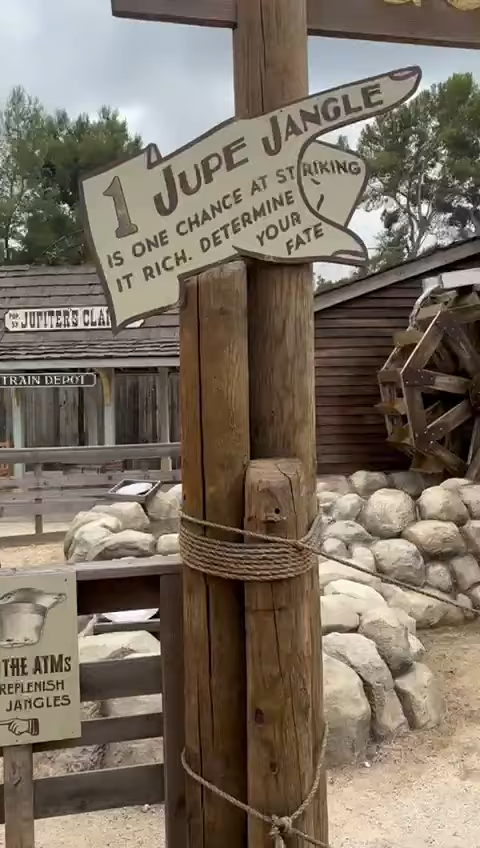 1 JUPE JANGLE
IS ONE CHANCE AT STRIKING
IT RICH. DETERMINE
YOUR
FATE
JUPITER'S
TRAIN DEPOT
THE ATMs
REPLENISH
JANGLES